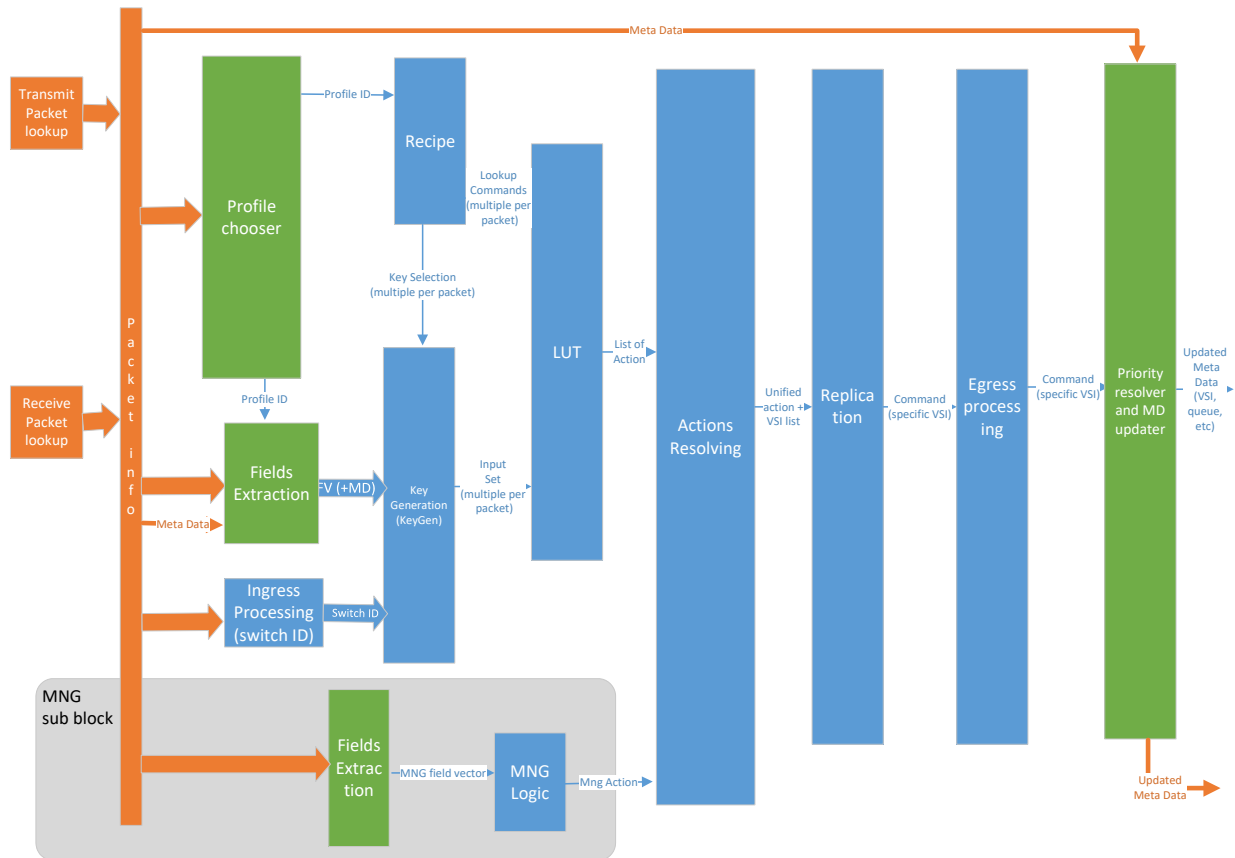 Meta Data
Transmit
Packet
lookup
Profile ID
Recipe
Lookup
Commands
(multiple per
packet)
Profile
chooser
Key Selection
(multiple per packet)
Packet info
LUT
List of
Action
Receive
Packet
lookup
Profile ID
Fields
Extraction
FV (+MD)
Meta Data
Key
Generation
(KeyGen)
Input
Set
(multiple per
packet)
Ingress
Processing
(switch ID)
Switch ID
Actions
Resolving
Unified
action +
VSI list
Replica
tion
Command
(specific VSI)
Egress
process
ing
Command
(specific VSI)
Priority
resolver
and MD
updater
Updated
Meta
Data
(VSI,
queue,
etc)
MNG
sub block
Fields
Extrac
tion
MNG field vector
MNG
Logic
Mng Action
Updated
Meta Data